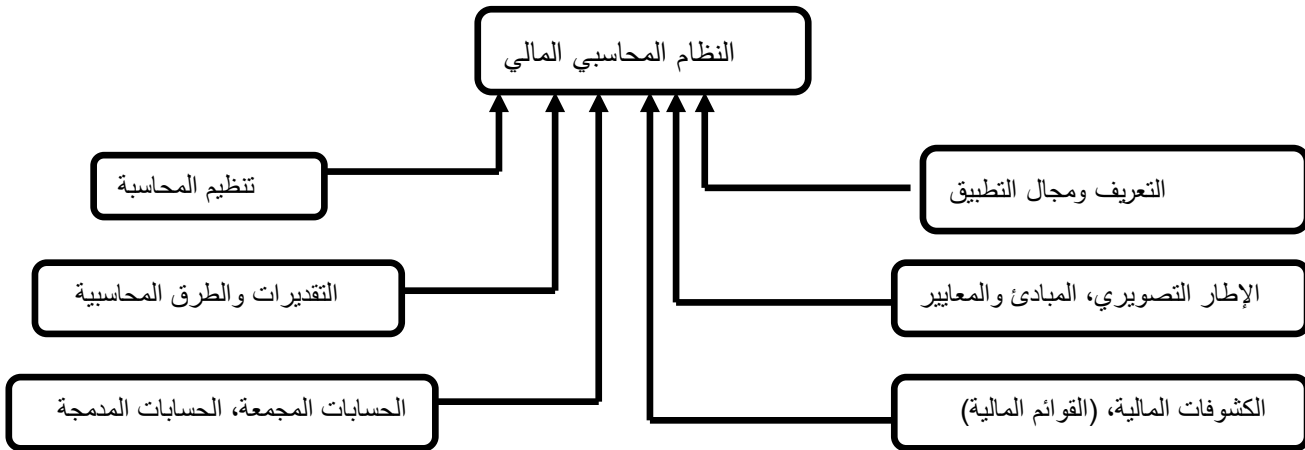 النظام المحاسبي المالي
التعريف ومجال التطبيق
تنظيم المحاسبة
الإطار التصويري، المبادئ والمعايير
التقديرات والطرق المحاسبية
الكشوفات المالية، (القوائم المالية)
الحسابات المجمعة، الحسابات المدمجة